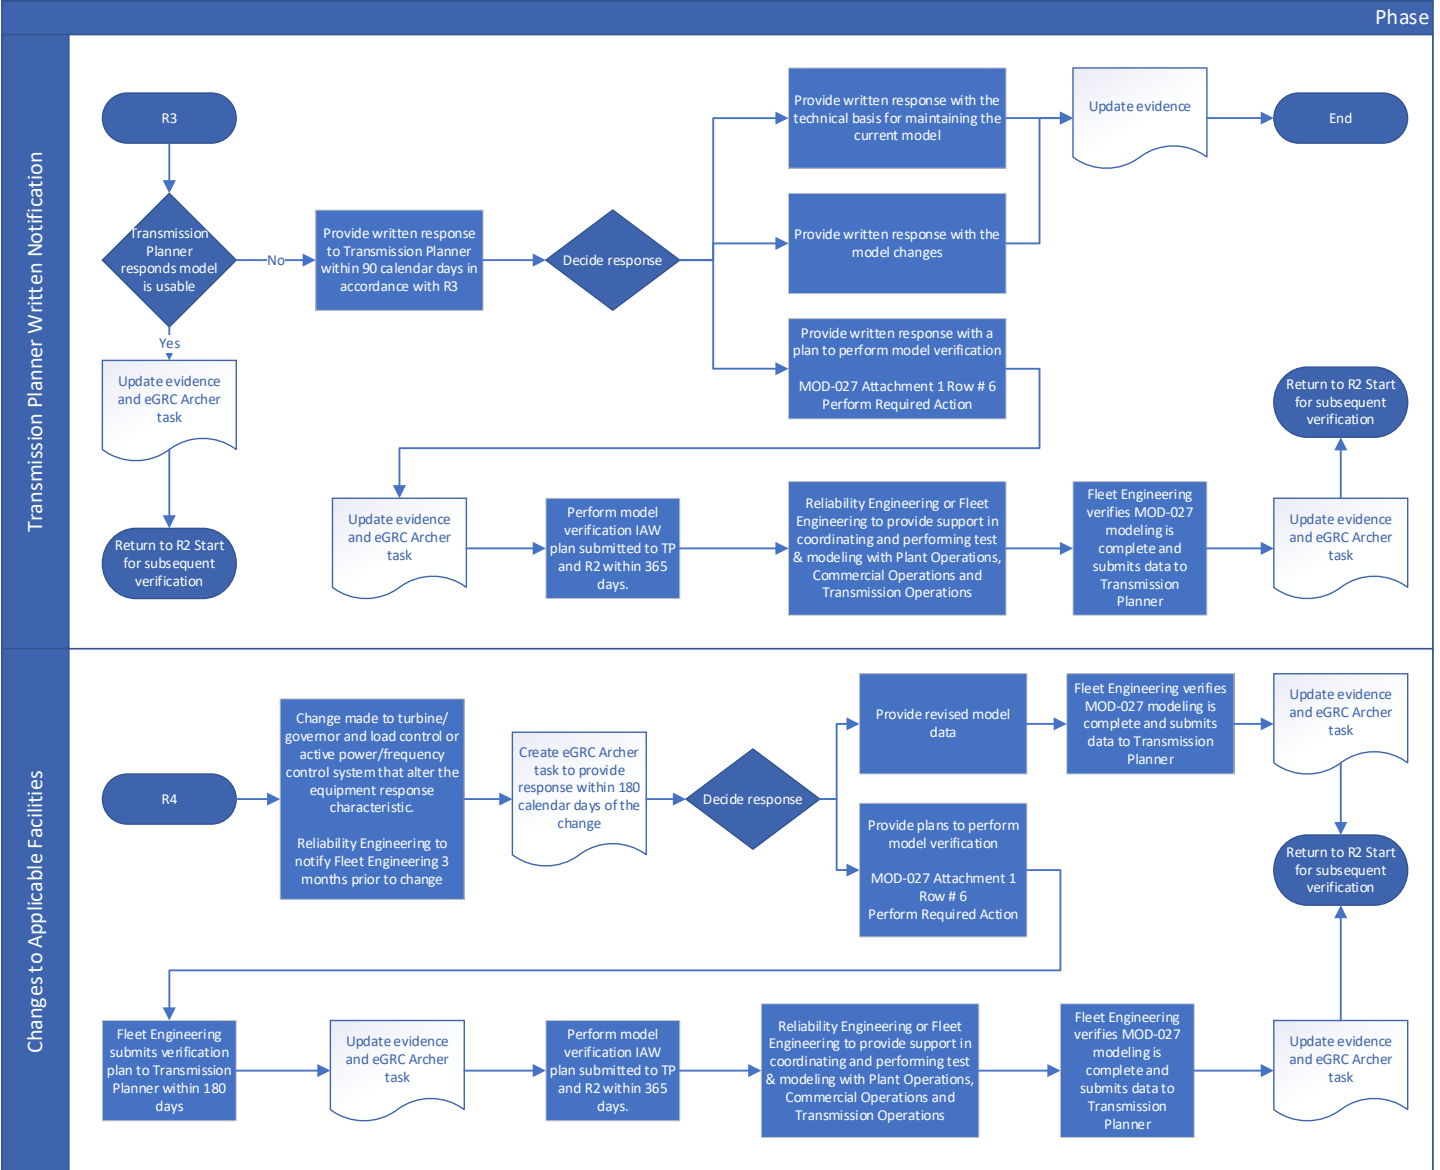 Phase
Transmission Planner Written Notification
R3
Transmission
Planner
responds model
is usable
No
Yes
Update evidence
and eGRC Archer
task
Return to R2 Start
for subsequent
verification
Provide written response
to Transmission Planner
within 90 calendar days in
accordance with R3
Decide response
Provide written response with the
technical basis for maintaining the
current model
Update evidence
End
Provide written response with the
model changes
Provide written response with a
plan to perform model verification
MOD-027 Attachment 1 Row # 6
Perform Required Action
Update evidence
and eGRC Archer
task
Perform model
verification IAW
plan submitted to TP
and R2 within 365
days.
Reliability Engineering or Fleet
Engineering to provide support in
coordinating and performing test
& modeling with Plant Operations,
Commercial Operations and
Transmission Operations
Fleet Engineering
verifies MOD-027
modeling is
complete and
submits data to
Transmission
Planner
Update evidence
and eGRC Archer
task
Return to R2 Start
for subsequent
verification
Changes to Applicable Facilities
R4
Change made to turbine/
governor and load control or
active power/frequency
control system that alter the
equipment response
characteristic.
Reliability Engineering to
notify Fleet Engineering 3
months prior to change
Create eGRC Archer
task to provide
response within 180
calendar days of the
change
Decide response
Provide revised model
data
Fleet Engineering verifies
MOD-027 modeling is
complete and submits
data to Transmission
Planner
Update evidence
and eGRC Archer
task
Provide plans to perform
model verification
MOD-027 Attachment 1
Row # 6
Perform Required Action
Return to R2 Start
for subsequent
verification
Fleet Engineering
submits verification
plan to Transmission
Planner within 180
days
Update evidence
and eGRC Archer
task
Perform model
verification IAW
plan submitted to TP
and R2 within 365
days.
Reliability Engineering or Fleet
Engineering to provide support in
coordinating and performing test
& modeling with Plant Operations,
Commercial Operations and
Transmission Operations
Fleet Engineering
verifies MOD-027
modeling is
complete and
submits data to
Transmission
Planner
Update evidence
and eGRC Archer
task